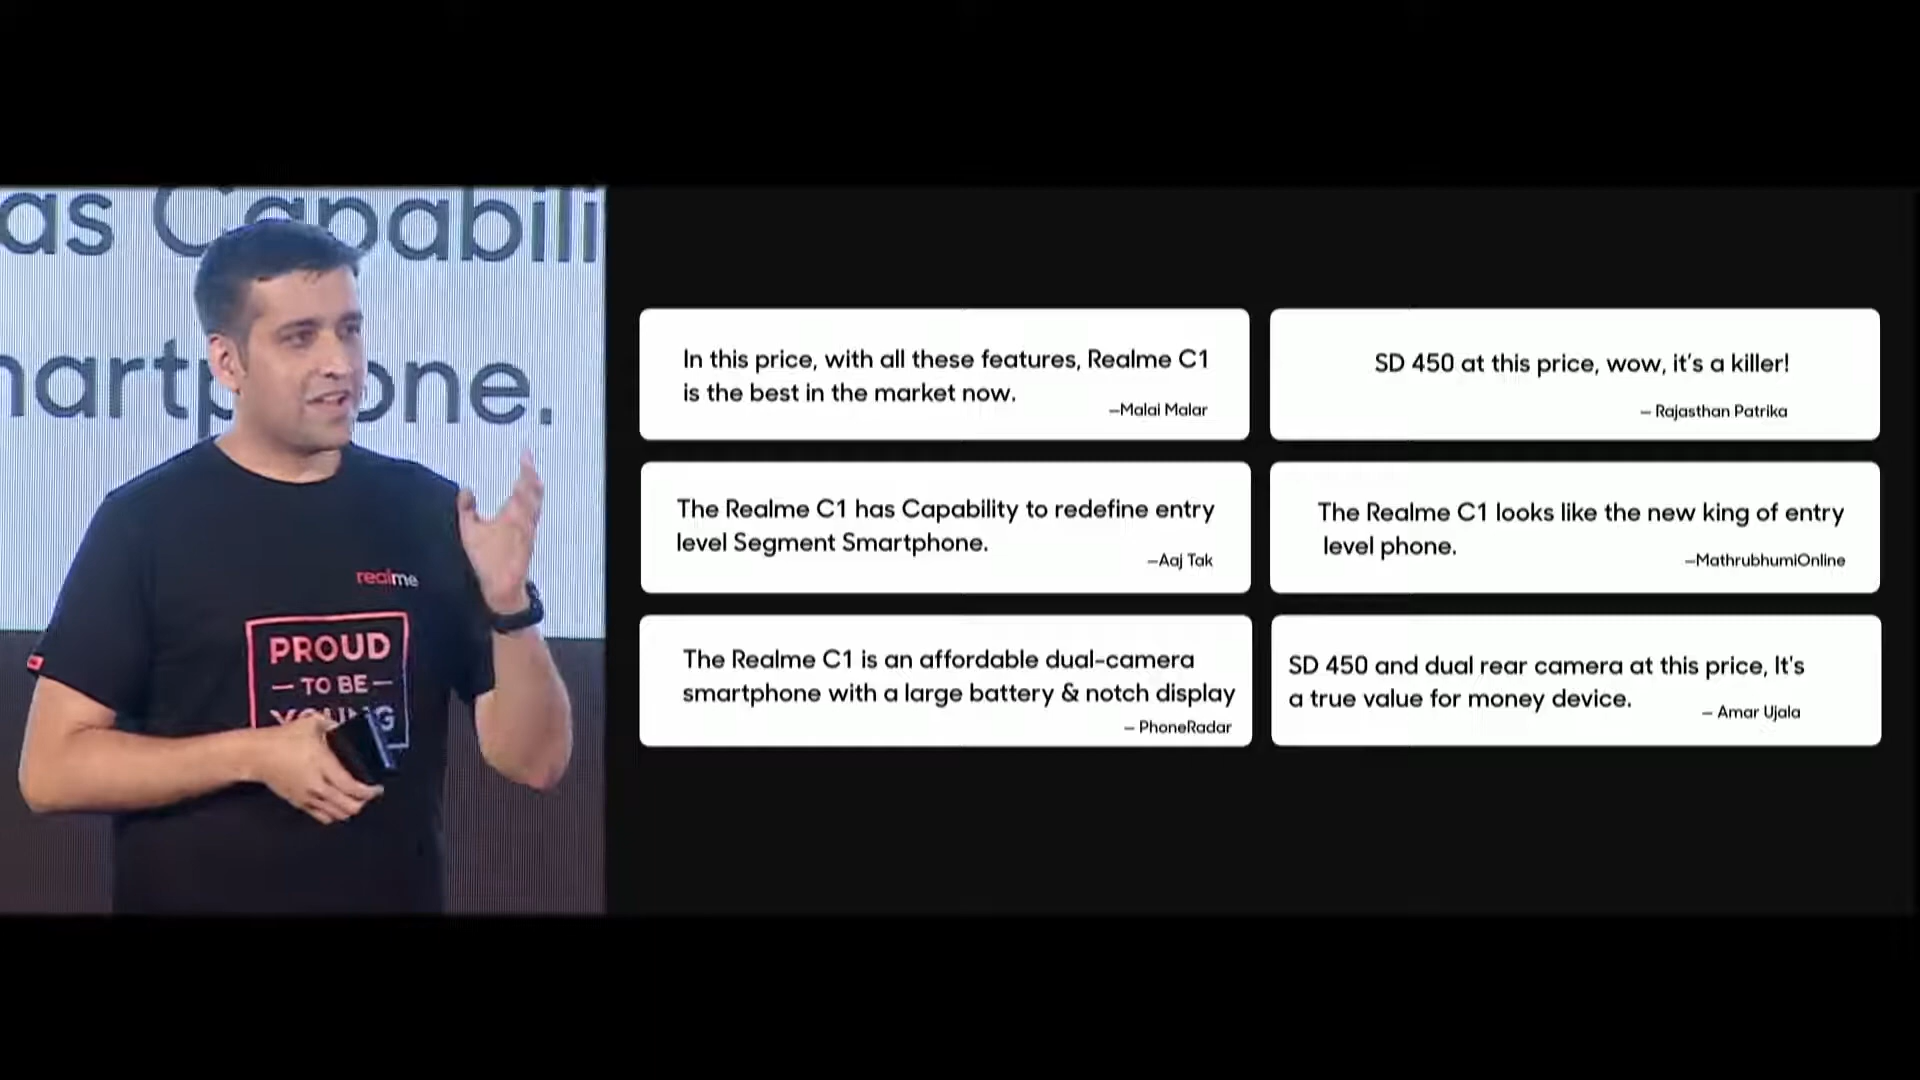 as Capabili
martphone.
realme
PROUD
TO BE
YOUNG
In this price, with all these features, Realme C1
is the best in the market now.
—Malai Malar
SD 450 at this price, wow, it's a killer!
— Rajasthan Patrika
The Realme C1 has Capability to redefine entry
level Segment Smartphone.
—Aaj Tak
The Realme C1 looks like the new king of entry
level phone.
—MathrubhumiOnline
The Realme C1 is an affordable dual-camera
smartphone with a large battery & notch display
— PhoneRadar
SD 450 and dual rear camera at this price, It's
a true value for money device.
— Amar Ujala